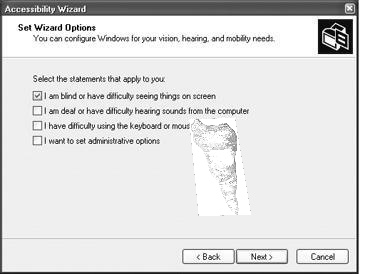 Accessibility Wizard
Set Wizard Options
You can configure Windows for your vision, hearing, and mobility needs.
Select the statements that apply to you:
I am blind or have difficulty seeing things on screen
I am deaf or have difficulty hearing sounds from the computer
I have difficulty using the keyboard or mous
I want to set administrative options
< Back Next > Cancel